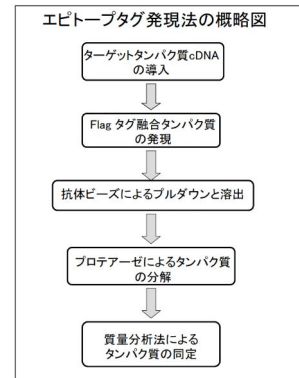 エピトープタグ発現法の概略図
ターゲットタンパク質cDNA
の導入
Flag タグ融合タンパク質
の発現
抗体ビーズによるプルダウンと溶出
プロテアーゼによるタンパク質
の分解
質量分析法による
タンパク質の同定